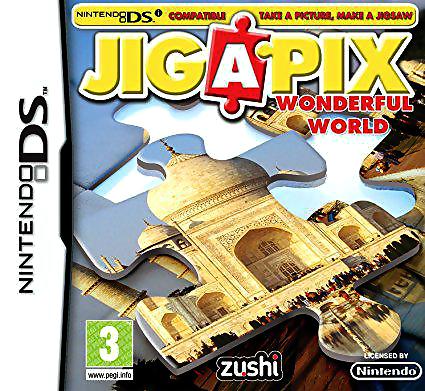 NINTENDO DSi COMPATIBLE TAKE A PICTURE, MAKE A JIGSAW
JIGAPIX
WONDERFUL
WORLD
NINTENDO DS™
3
www.pegi.info
zushi
LICENSED BY
Nintendo